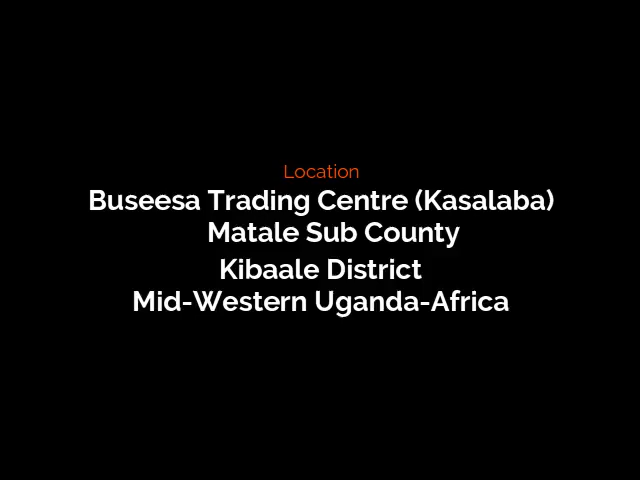 Location
Buseesa Trading Centre (Kasalaba)
Matale Sub County
Kibaale District
Mid-Western Uganda-Africa